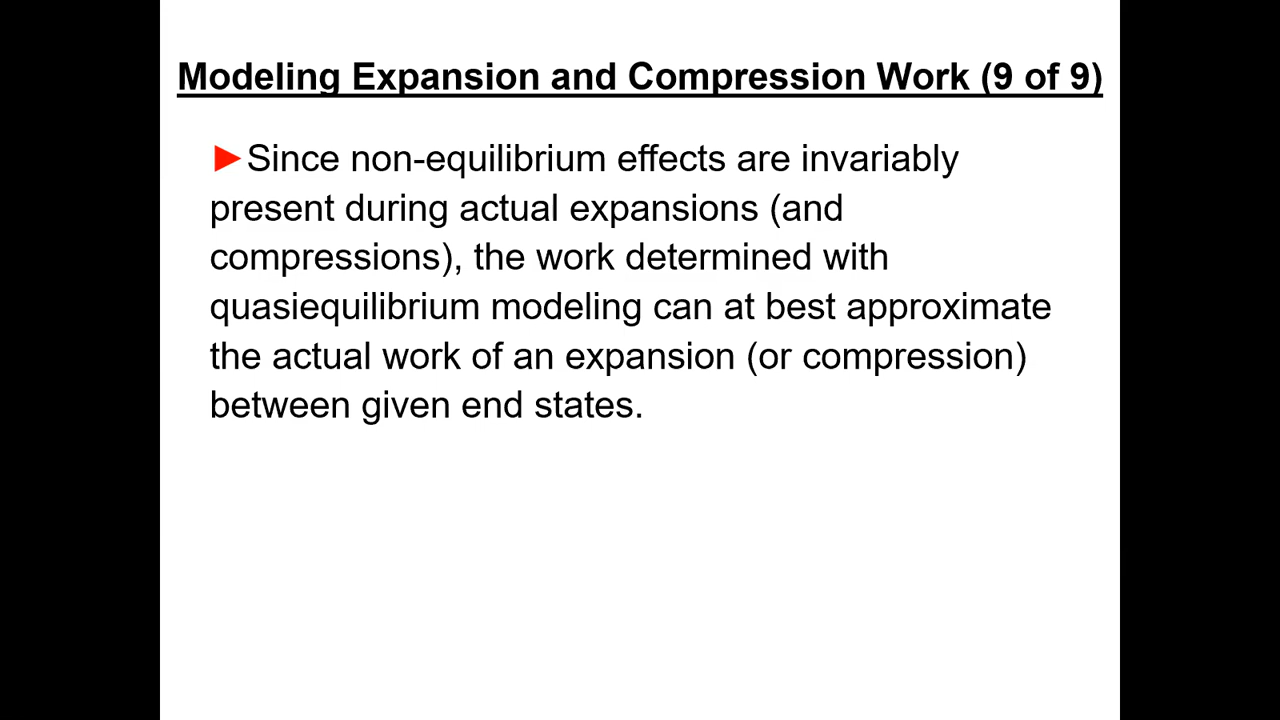 Modeling Expansion and Compression Work (9 of 9)
►Since non-equilibrium effects are invariably
present during actual expansions (and
compressions), the work determined with
quasiequilibrium modeling can at best approximate
the actual work of an expansion (or compression)
between given end states.